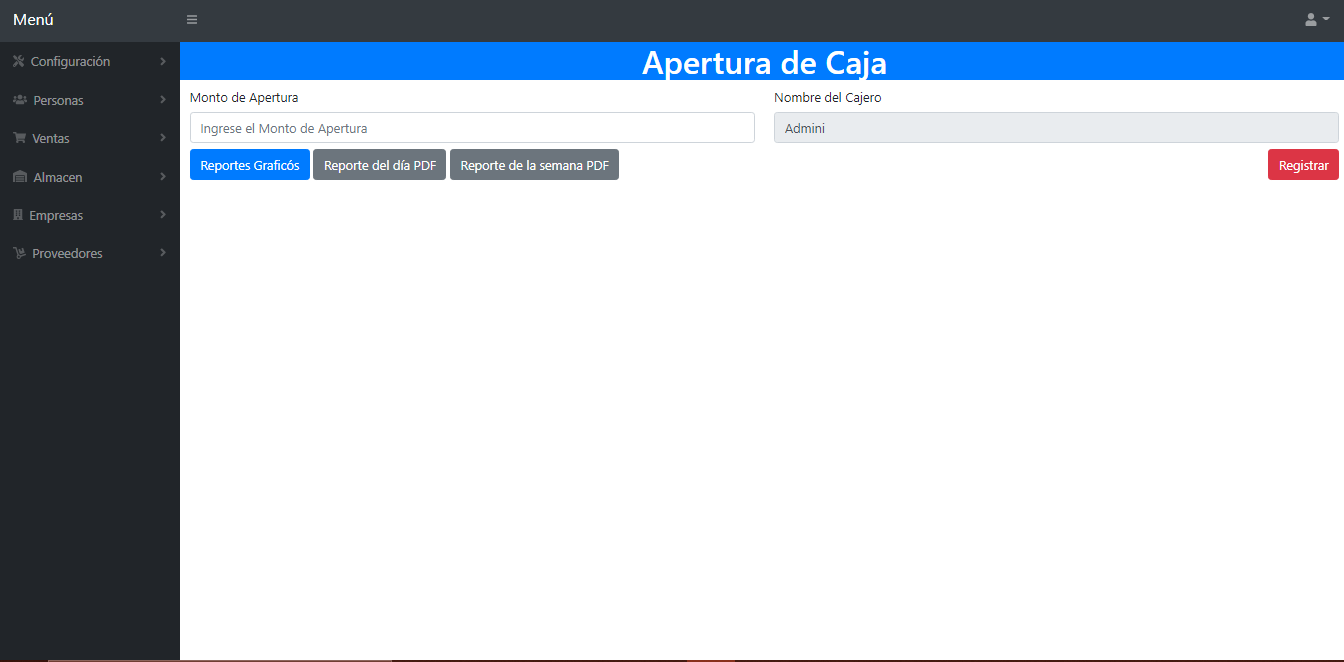 Menú
Configuración
Personas
Ventas
Almacen
Empresas
Proveedores
Apertura de Caja
Monto de Apertura
Nombre del Cajero
Ingrese el Monto de Apertura
Admini
Reportes Graficós
Reporte del día PDF
Reporte de la semana PDF
Registrar